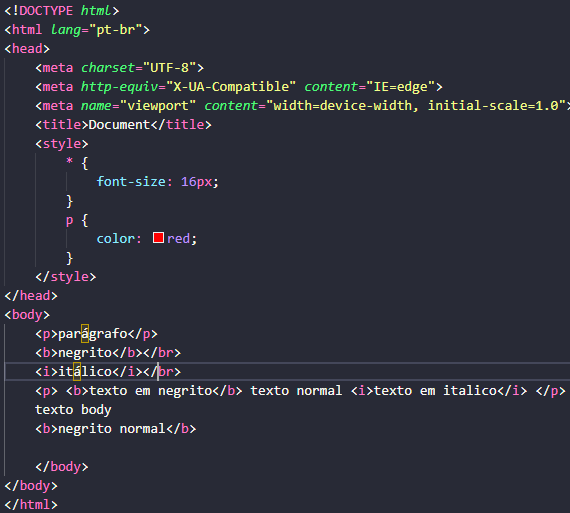 <!DOCTYPE html>
<html lang="pt-br">
<head>
    <meta charset="UTF-8">
    <meta http-equiv="X-UA-Compatible" content="IE=edge">
    <meta name="viewport" content="width=device-width, initial-scale=1.0">
    <title>Document</title>
    <style>
        * {
            font-size: 16px;
        }
        p {
            color: red;
        }
    </style>
</head>
<body>
    <p>parágrafo</p>
    <b>negrito</b></br>
    <i>itálico</i></br>
    <p> <b>texto em negrito</b> texto normal <i>texto em italico</i> </p>
    texto body
    <b>negrito normal</b>

    </body>
</body>
</html>